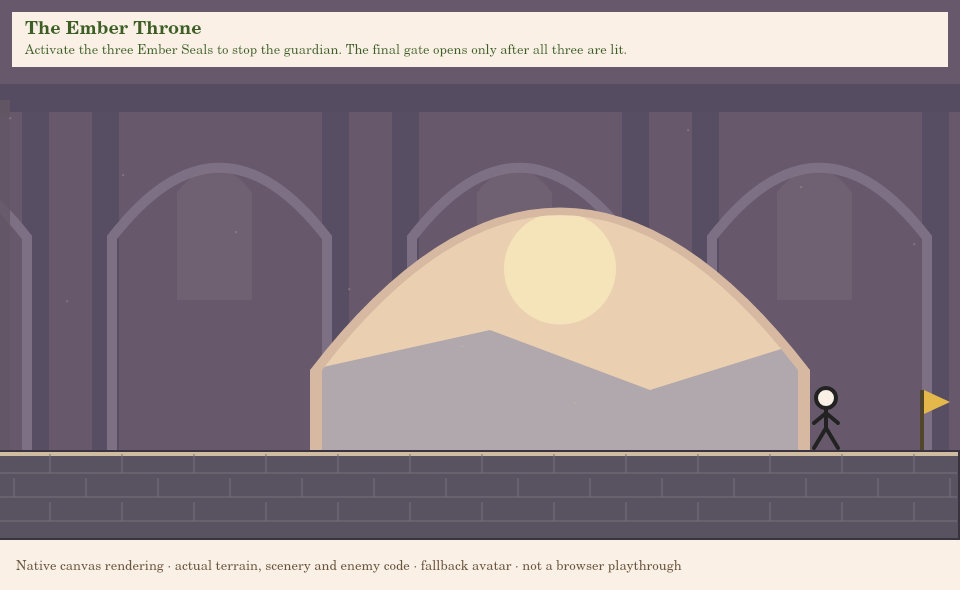 The Ember Throne
Activate the three Ember Seals to stop the guardian. The final gate opens only after all three are lit.
Native canvas rendering · actual terrain, scenery and enemy code · fallback avatar · not a browser playthrough